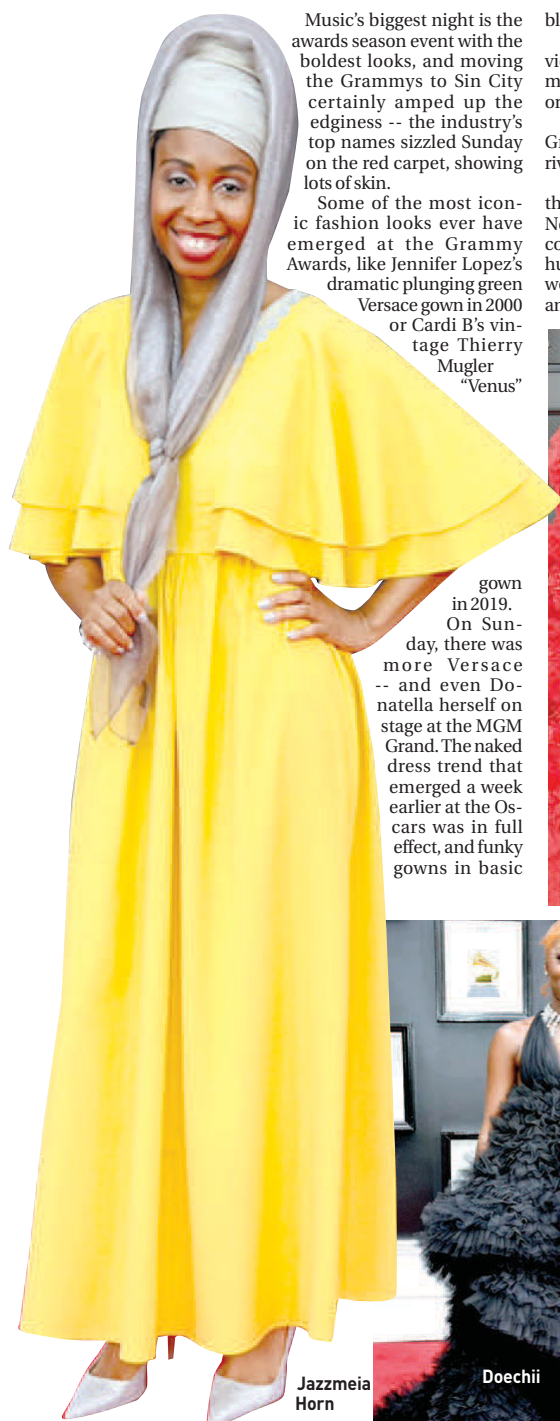 Music's biggest night is the
awards season event with the
boldest looks, and moving
the Grammys to Sin City
certainly amped up the
edginess -- the industry's
top names sizzled Sunday
on the red carpet, showing
lots of skin.
Some of the most icon-
ic fashion looks ever have
emerged at the Grammy
Awards, like Jennifer Lopez's
dramatic plunging green
Versace gown in 2000
or Cardi B's vin-
tage Thierry
Mugler
“Venus”
gown
in 2019.
On Sun-
day, there was
more Versace
-- and even Do-
natella herself on
stage at the MGM
Grand. The naked
dress trend that
emerged a week
earlier at the Os-
cars was in full
effect, and funky
gowns in basic
Jazzmeia
Horn
Doechii